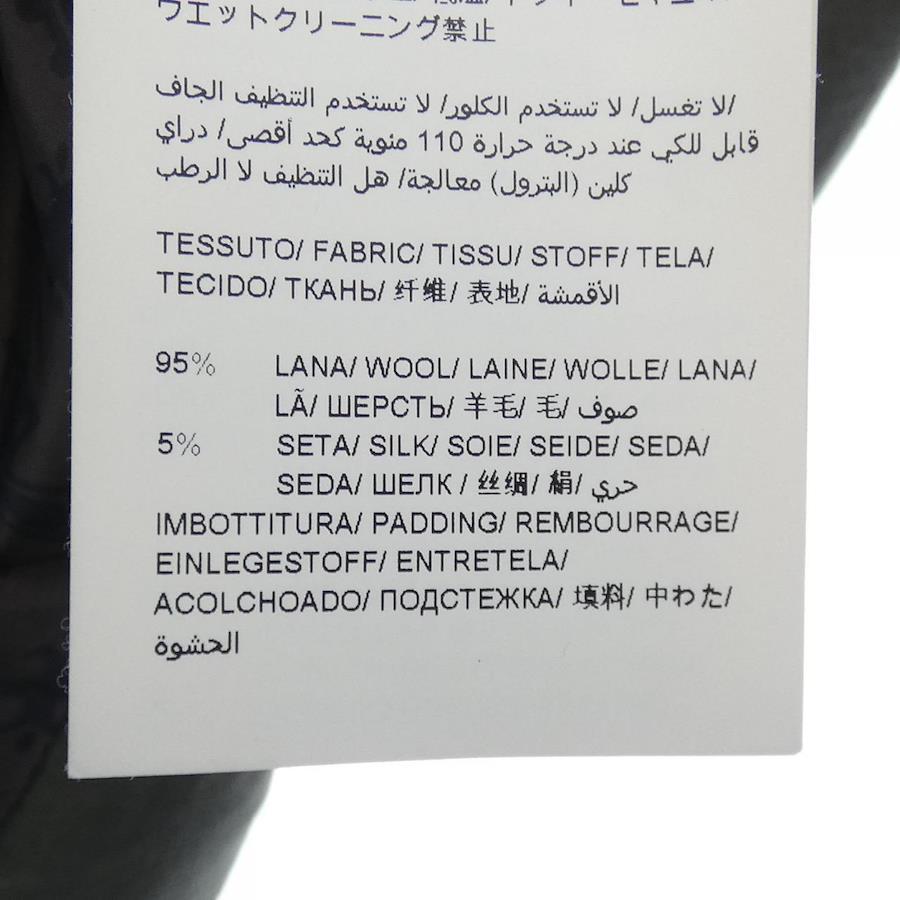 ウエットクリーニング禁止
لا تغسل/ لا تستخدم الكلور/ لا تستخدم التنظيف الجاف/
قابل للكي عند درجة حرارة 110 مئوية كحد أقصى/ دراي
كلين (البترول) معالجة/ هل التنظيف لا الرطب
TESSUTO/ FABRIC/ TISSU/ STOFF/ TELA/
TECIDO/ ТКАНЬ/ 纤维/ 表地/ الأقمشة
95% LANA/ WOOL/ LAINE/ WOLLE/ LANA/
LÃ/ ШЕРСТЬ/ 羊毛/ 毛/ صوف
5% SETA/ SILK/ SOIE/ SEIDE/ SEDA/
SEDA/ ШЕЛК / 丝绸/ 絹/ حري
IMBOTTITURA/ PADDING/ REMBOURRAGE/
EINLEGESTOFF/ ENTRETELA/
ACOLCHOADO/ ПОДСТЕЖКА/ 填料/ 中わた/
الحشوة